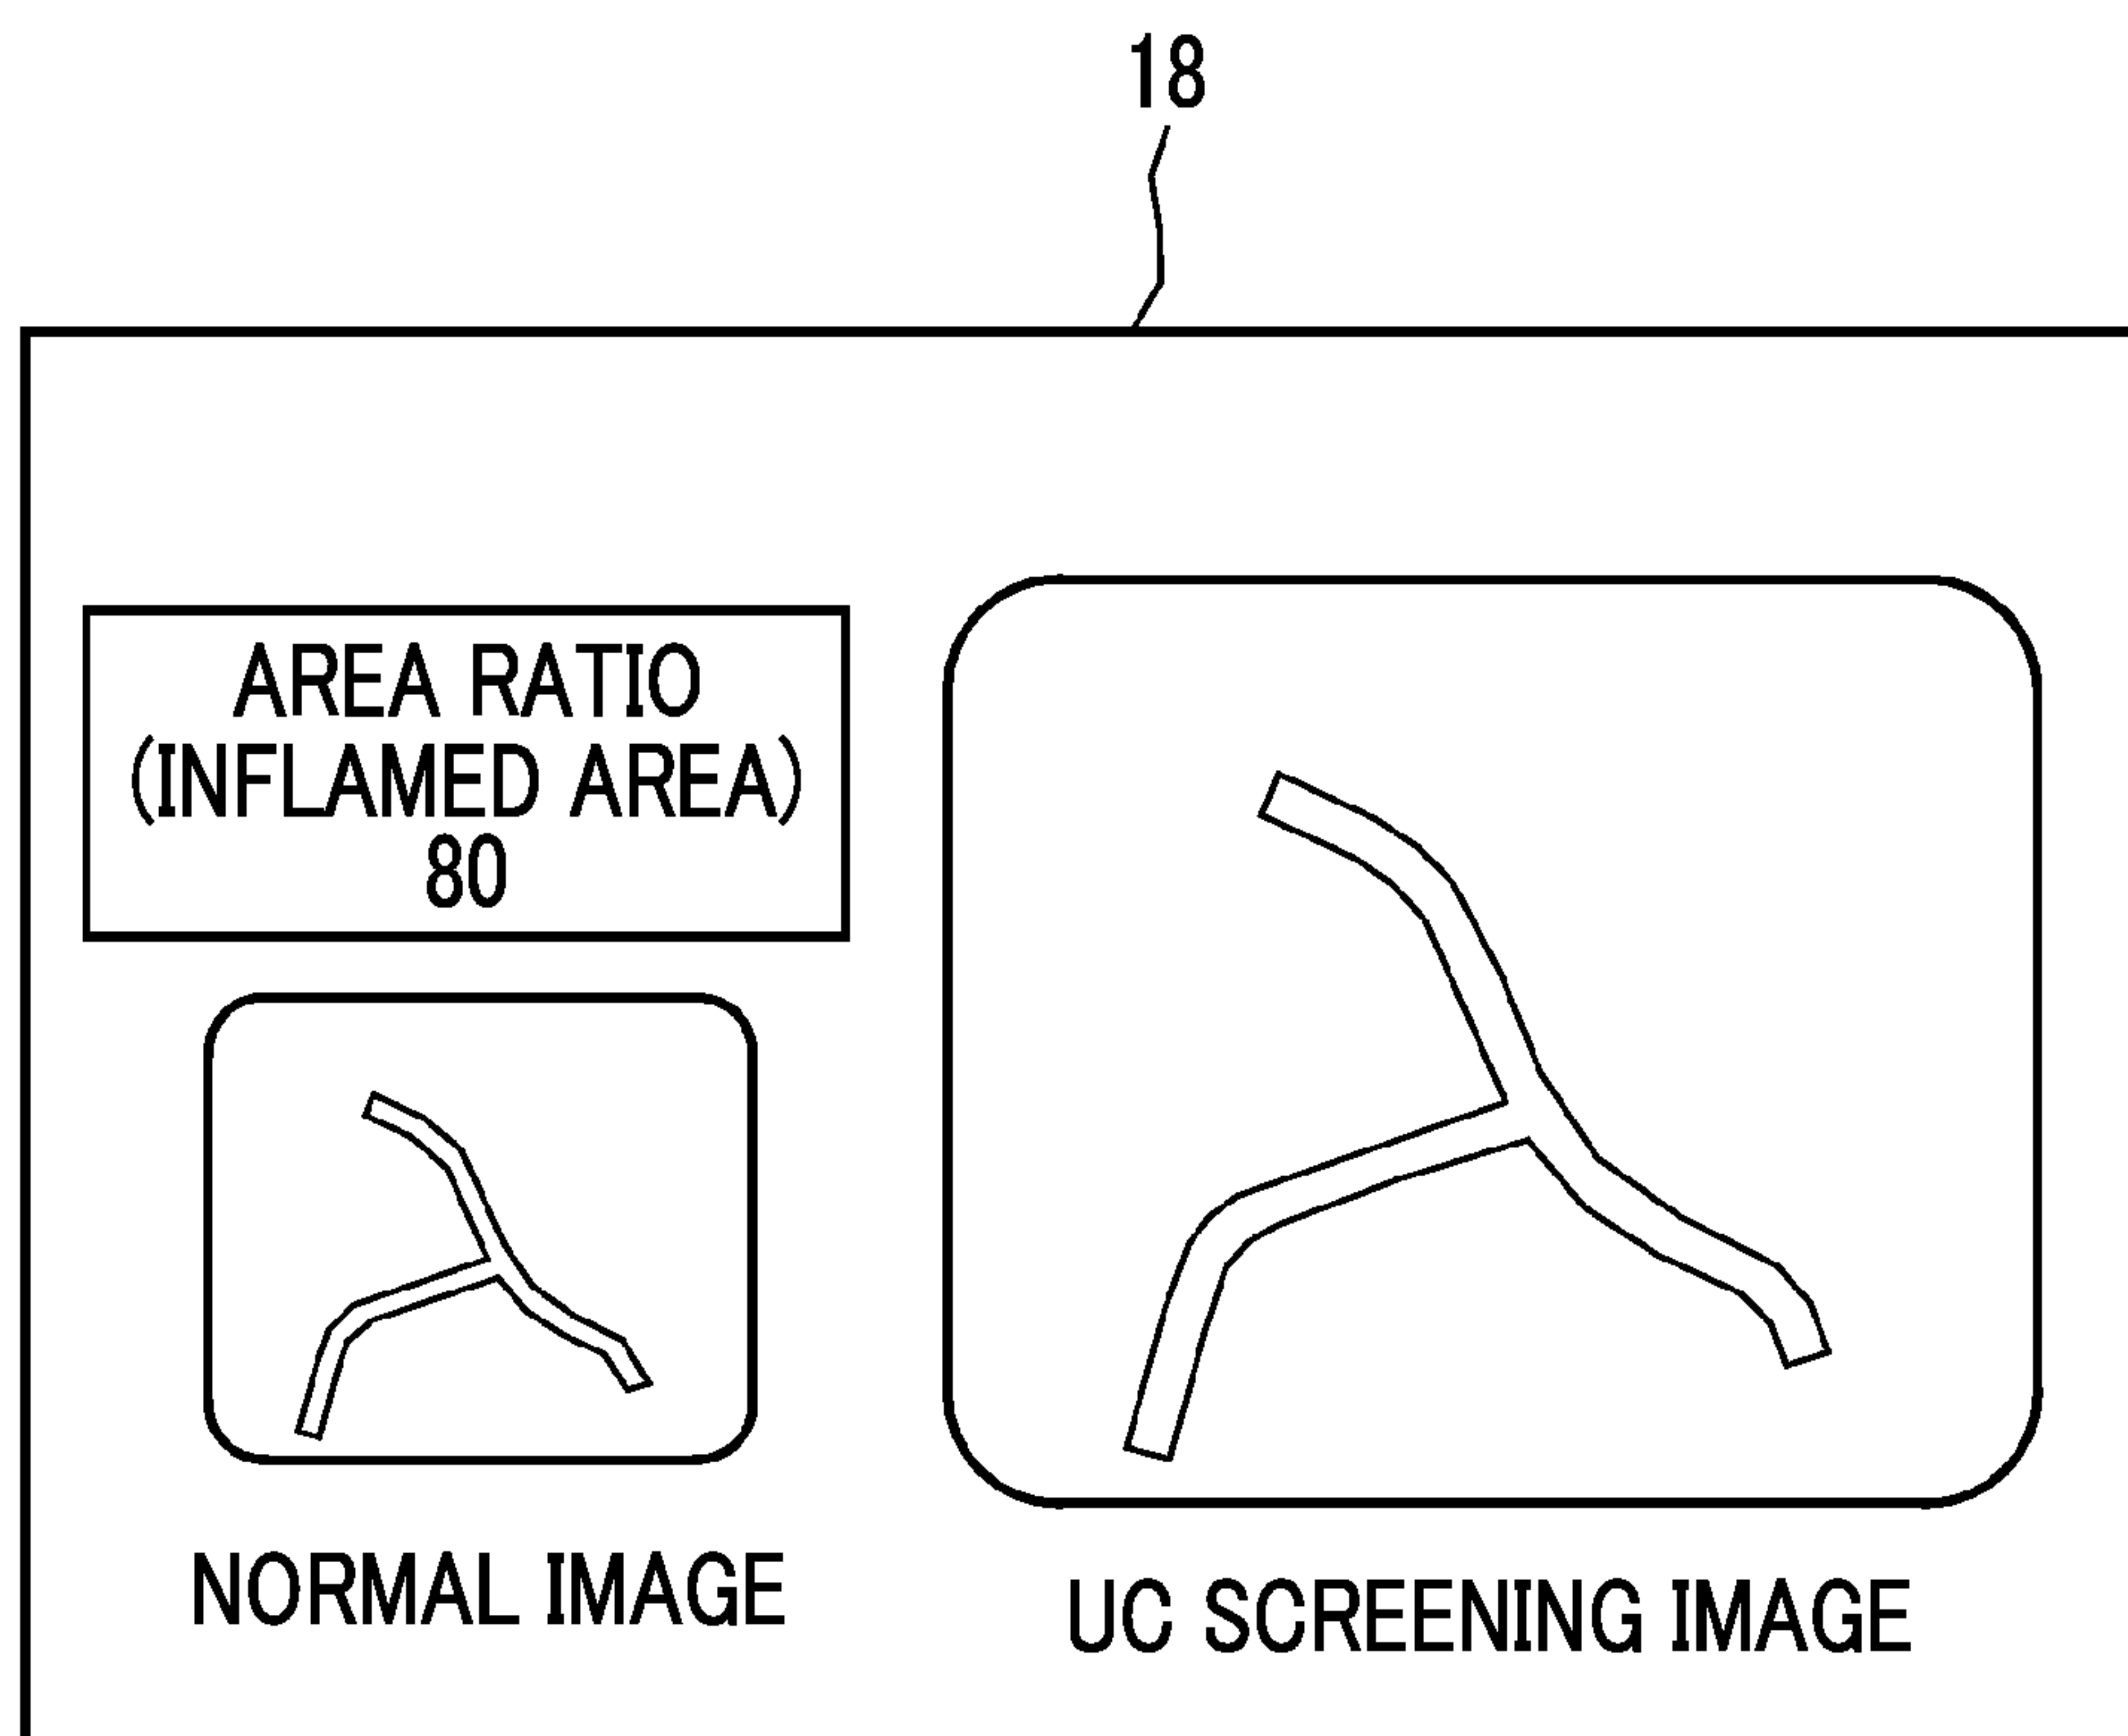 18
AREA RATIO
(INFLAMED AREA)
80
NORMAL IMAGE
UC SCREENING IMAGE